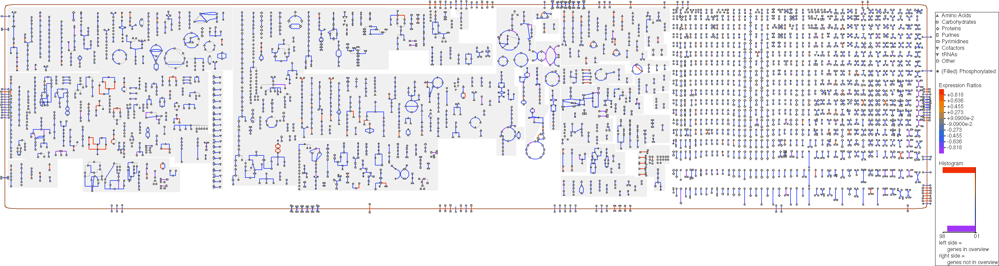 Amino Acids
Carbohydrates
Proteins
Purines
Pyrimidines
Cofactors
tRNAs
Other
(Filled) Phosphorylated
Expression Ratios
+0.818
+0.636
+0.455
+0.273
+9.0900e-2
-9.0900e-2
-0.273
-0.455
-0.636
-0.818
Histogram
98 01
left side =
genes in overview
right side =
genes not in overview